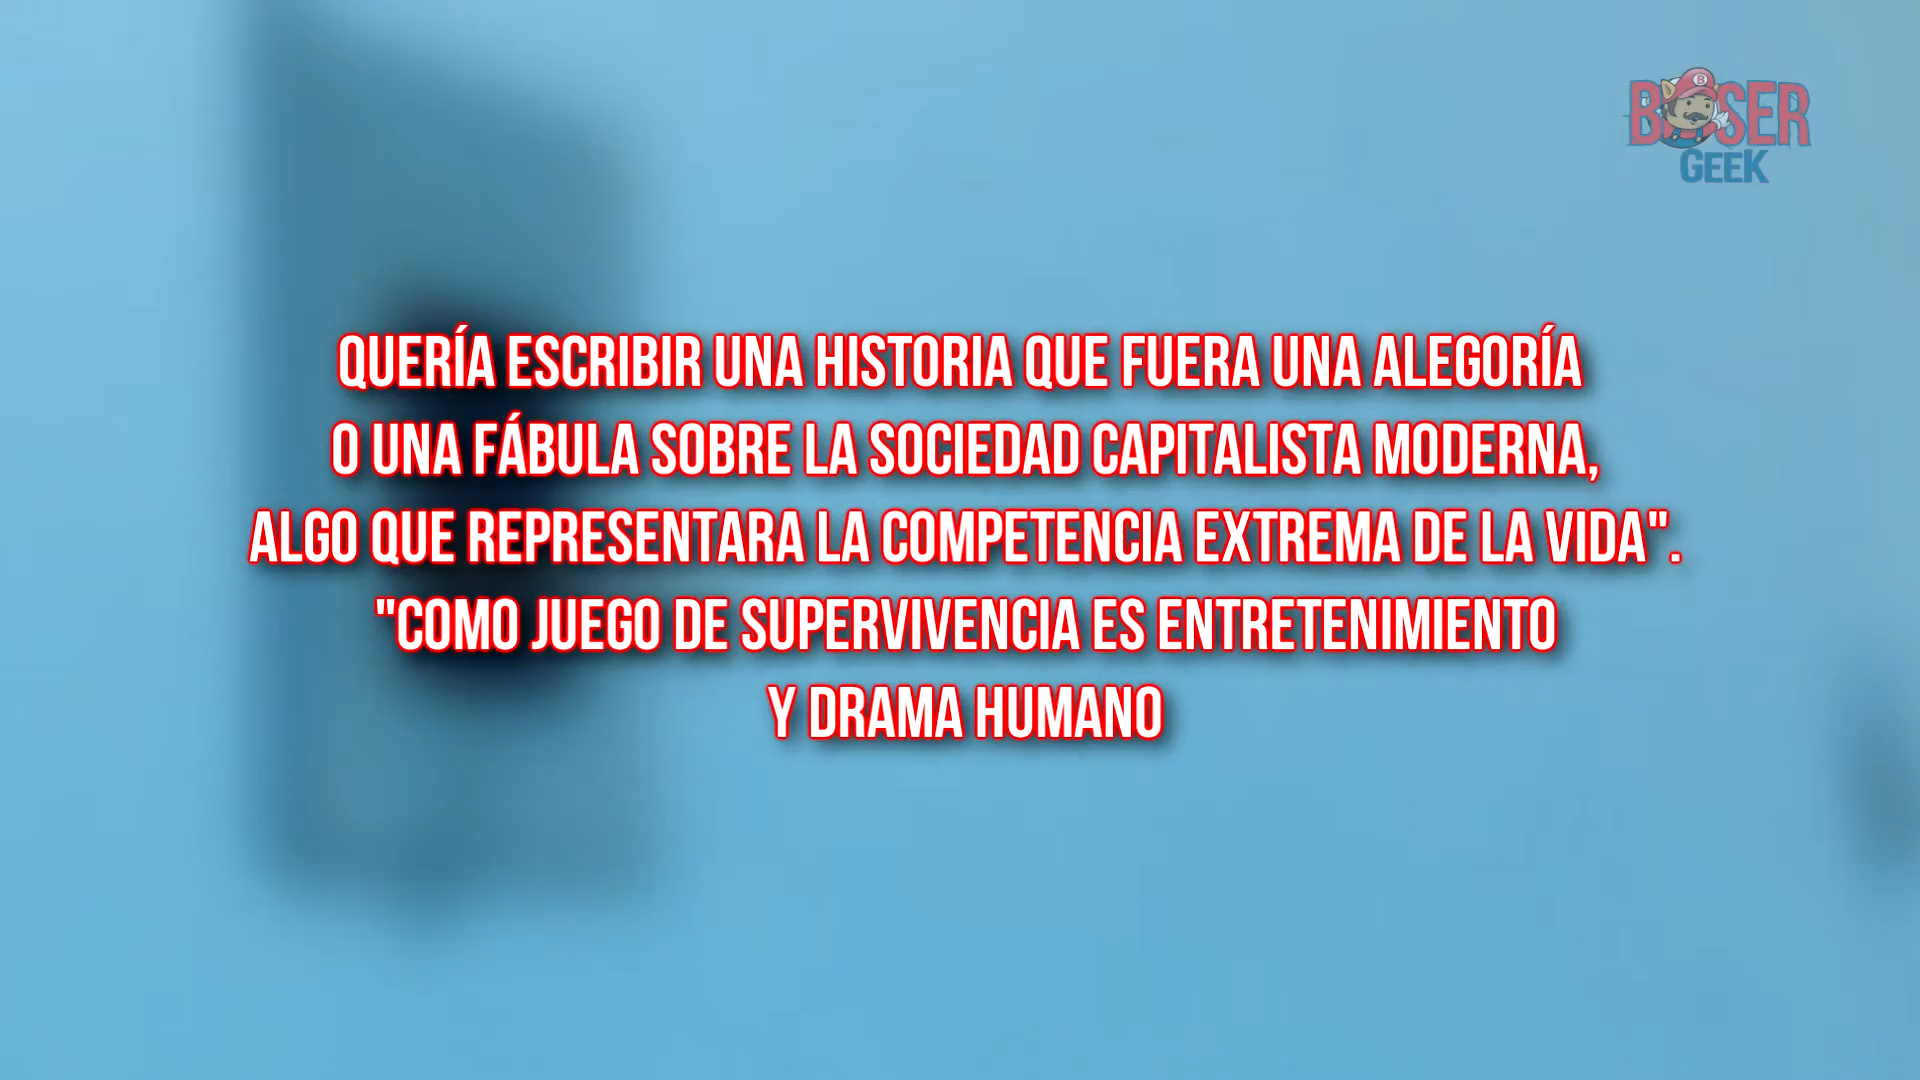 BOSER
GEEK
QUERÍA ESCRIBIR UNA HISTORIA QUE FUERA UNA ALEGORÍA
O UNA FÁBULA SOBRE LA SOCIEDAD CAPITALISTA MODERNA,
ALGO QUE REPRESENTARA LA COMPETENCIA EXTREMA DE LA VIDA".
"COMO JUEGO DE SUPERVIVENCIA ES ENTRETENIMIENTO
Y DRAMA HUMANO